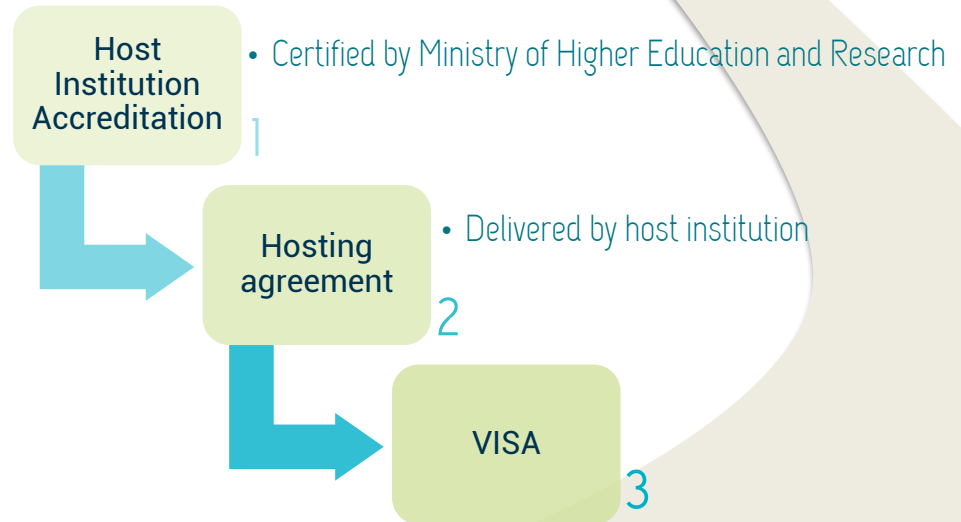 Host
Institution
Accreditation
• Certified by Ministry of Higher Education and Research
1
Hosting
agreement
• Delivered by host institution
2
VISA
3